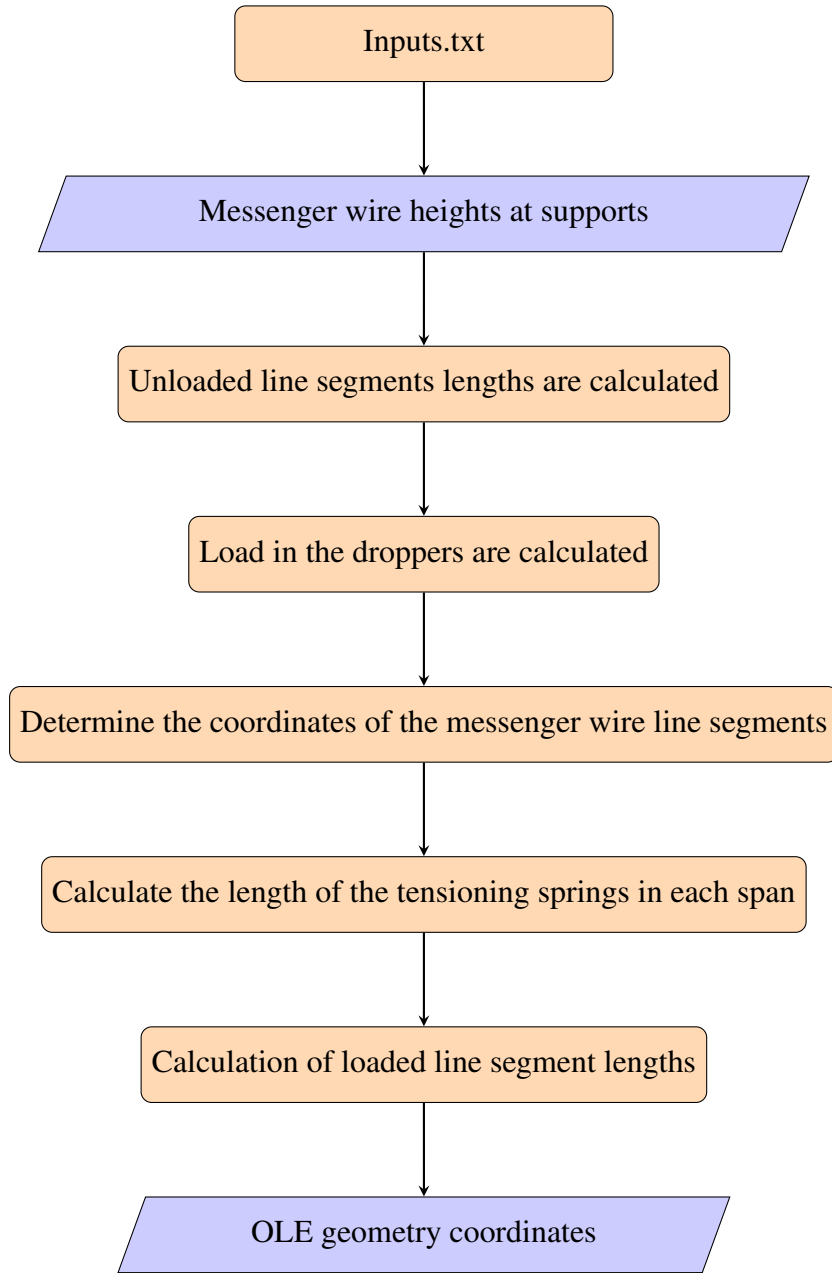 Inputs.txt
Messenger wire heights at supports
Unloaded line segments lengths are calculated
Load in the droppers are calculated
Determine the coordinates of the messenger wire line segments
Calculate the length of the tensioning springs in each span
Calculation of loaded line segment lengths
OLE geometry coordinates